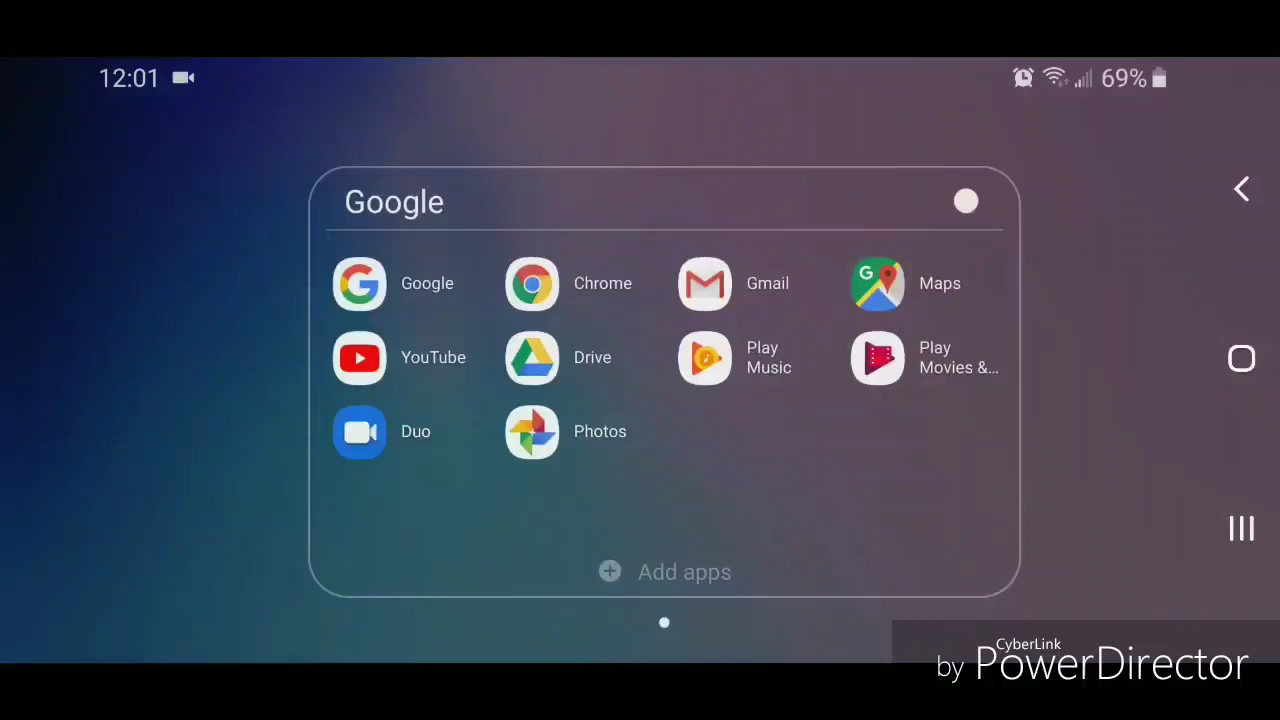 12:01
69%
Google
Google
Chrome
Gmail
G
Maps
YouTube
Drive
Play
Music
Play
Movies &...
Duo
Photos
Add apps
CyberLink
by PowerDirector